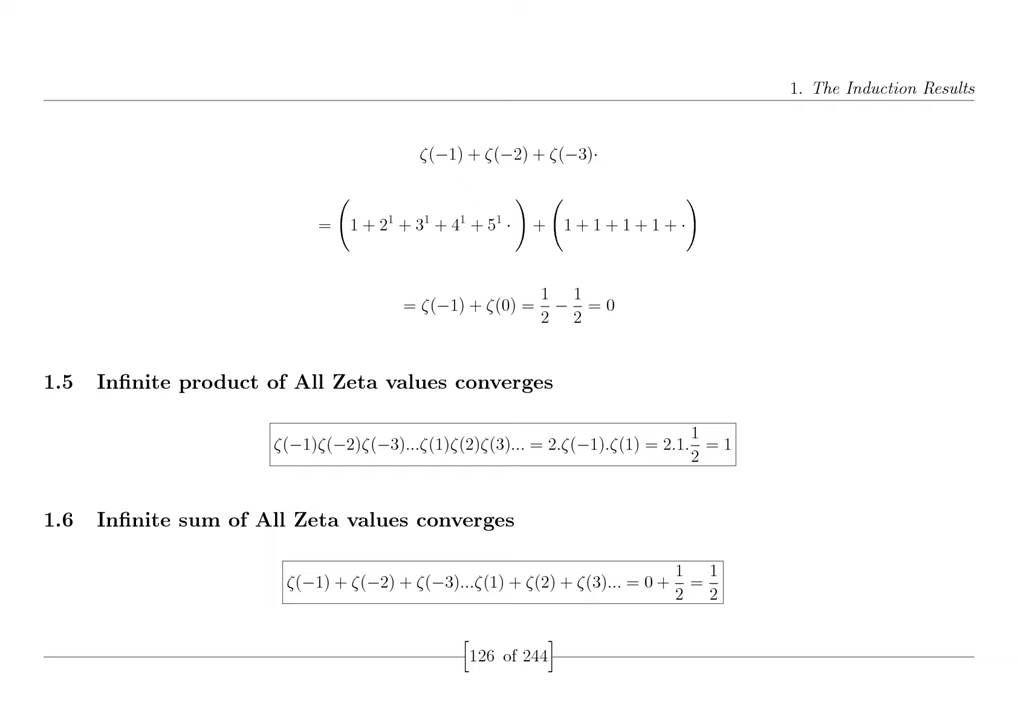 1. The Induction Results
ζ(−1) + ζ(−2) + ζ(−3)·
= (1 + 2¹ + 3¹ + 4¹ + 5¹ ·) + (1 + 1 + 1 + 1 + ·)
= ζ(−1) + ζ(0) = 1/2 − 1/2 = 0
1.5 Infinite product of All Zeta values converges
ζ(−1)ζ(−2)ζ(−3)...ζ(1)ζ(2)ζ(3)... = 2.ζ(−1).ζ(1) = 2.1.1/2 = 1
1.6 Infinite sum of All Zeta values converges
ζ(−1) + ζ(−2) + ζ(−3)...ζ(1) + ζ(2) + ζ(3)... = 0 + 1/2 = 1/2
[126 of 244]